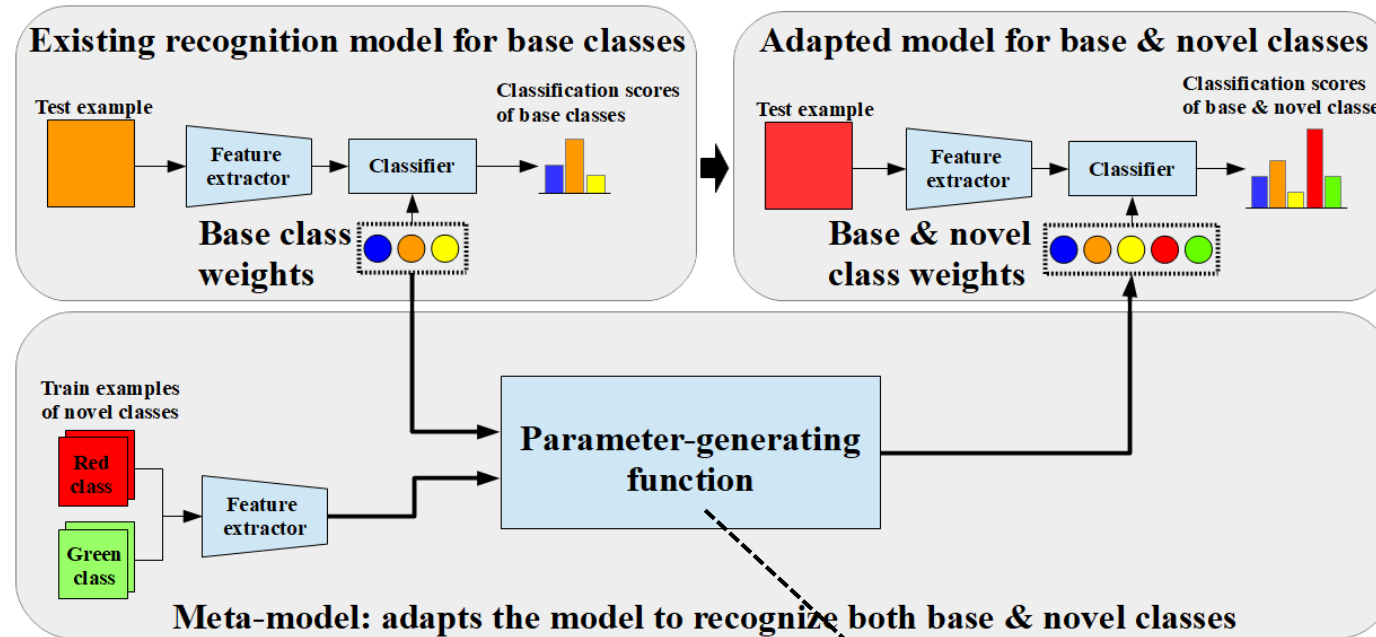 Existing recognition model for base classes
Test example
Classification scores
of base classes
Feature
extractor
Classifier
Base class
weights
Adapted model for base & novel classes
Test example
Classification scores
of base & novel classe
Feature
extractor
Classifier
Base & novel
class weights
Train examples
of novel classes
Red
class
Green
class
Feature
extractor
Parameter-generating
function
Meta-model: adapts the model to recognize both base & novel classes